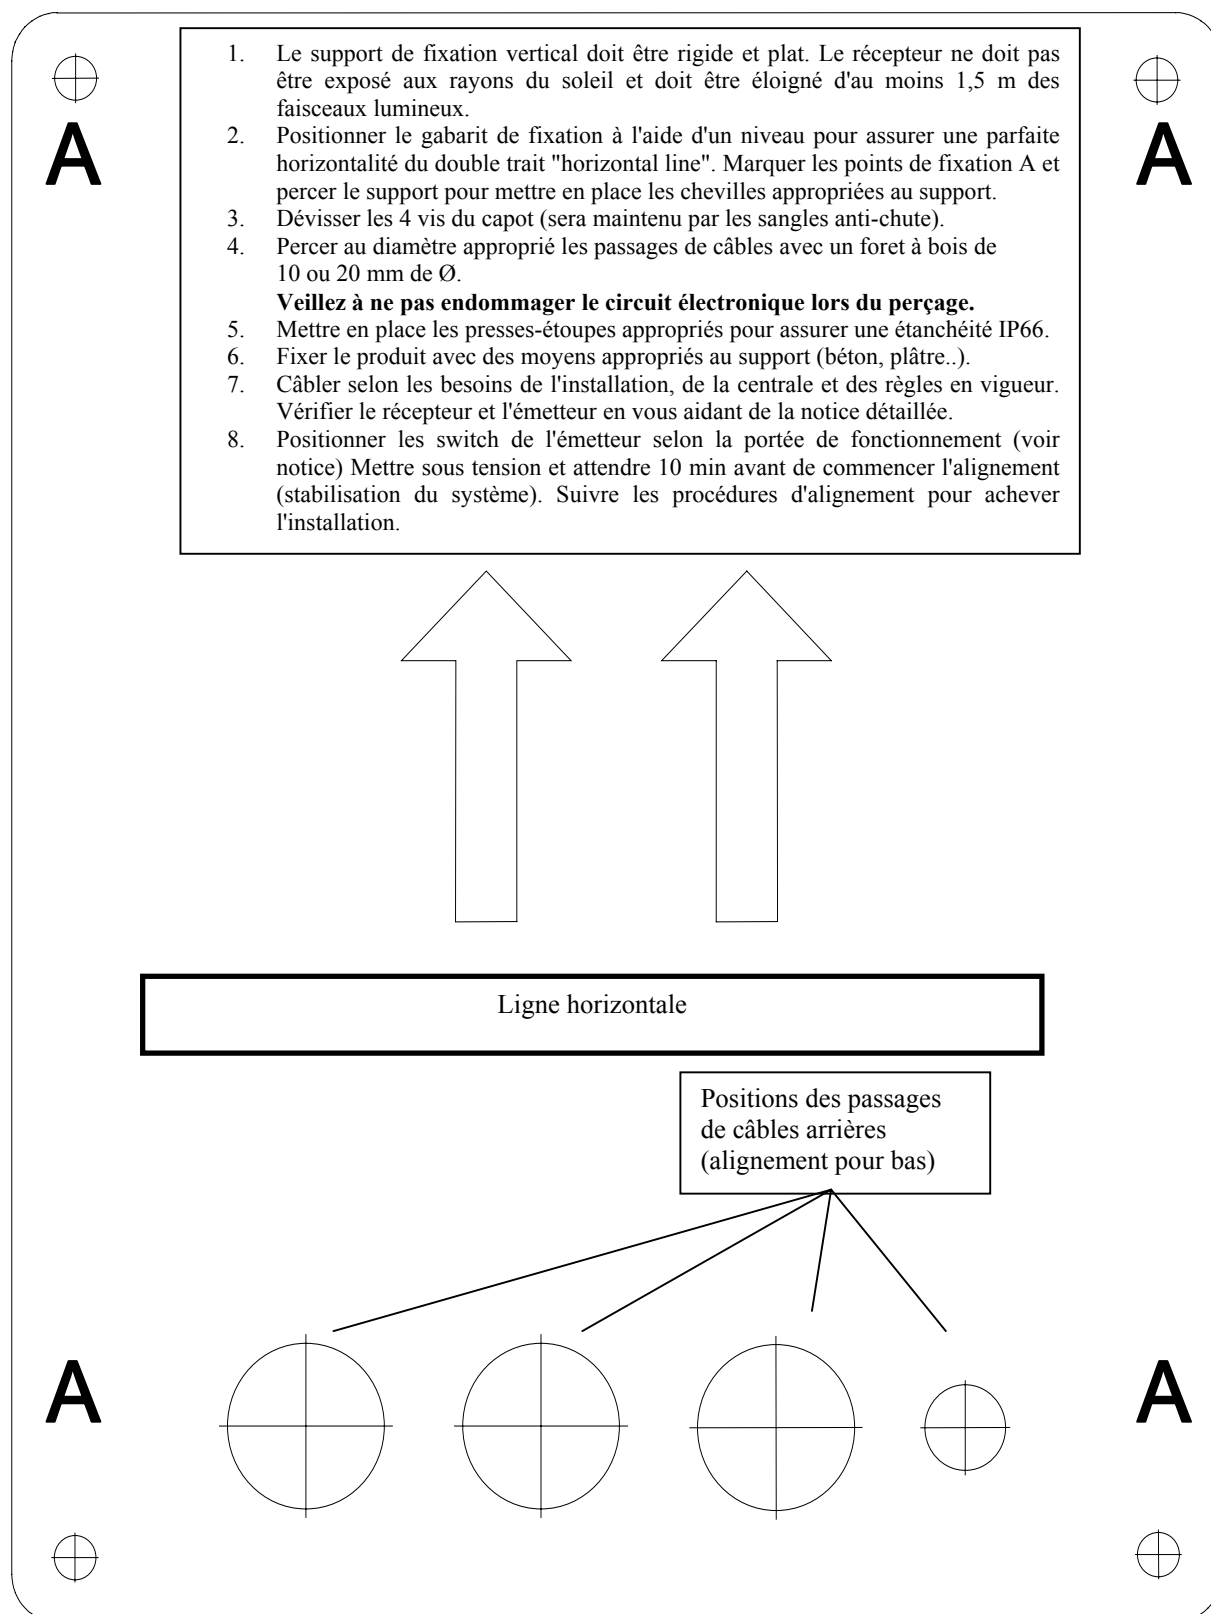 1. Le support de fixation vertical doit être rigide et plat. Le récepteur ne doit pas
être exposé aux rayons du soleil et doit être éloigné d'au moins 1,5 m des
faisceaux lumineux.
2. Positionner le gabarit de fixation à l'aide d'un niveau pour assurer une parfaite
horizontalité du double trait "horizontal line". Marquer les points de fixation A et
percer le support pour mettre en place les chevilles appropriées au support.
3. Dévisser les 4 vis du capot (sera maintenu par les sangles anti-chute).
4. Percer au diamètre approprié les passages de câbles avec un foret à bois de
10 ou 20 mm de Ø.
Veillez à ne pas endommager le circuit électronique lors du perçage.
5. Mettre en place les presses-étoupes appropriés pour assurer une étanchéité IP66.
6. Fixer le produit avec des moyens appropriés au support (béton, plâtre..).
7. Câbler selon les besoins de l'installation, de la centrale et des règles en vigueur.
Vérifier le récepteur et l'émetteur en vous aidant de la notice détaillée.
8. Positionner les switch de l'émetteur selon la portée de fonctionnement (voir
notice) Mettre sous tension et attendre 10 min avant de commencer l'alignement
(stabilisation du système). Suivre les procédures d'alignement pour achever
l'installation.
A
A
Ligne horizontale
Positions des passages
de câbles arrières
(alignement pour bas)
A
A